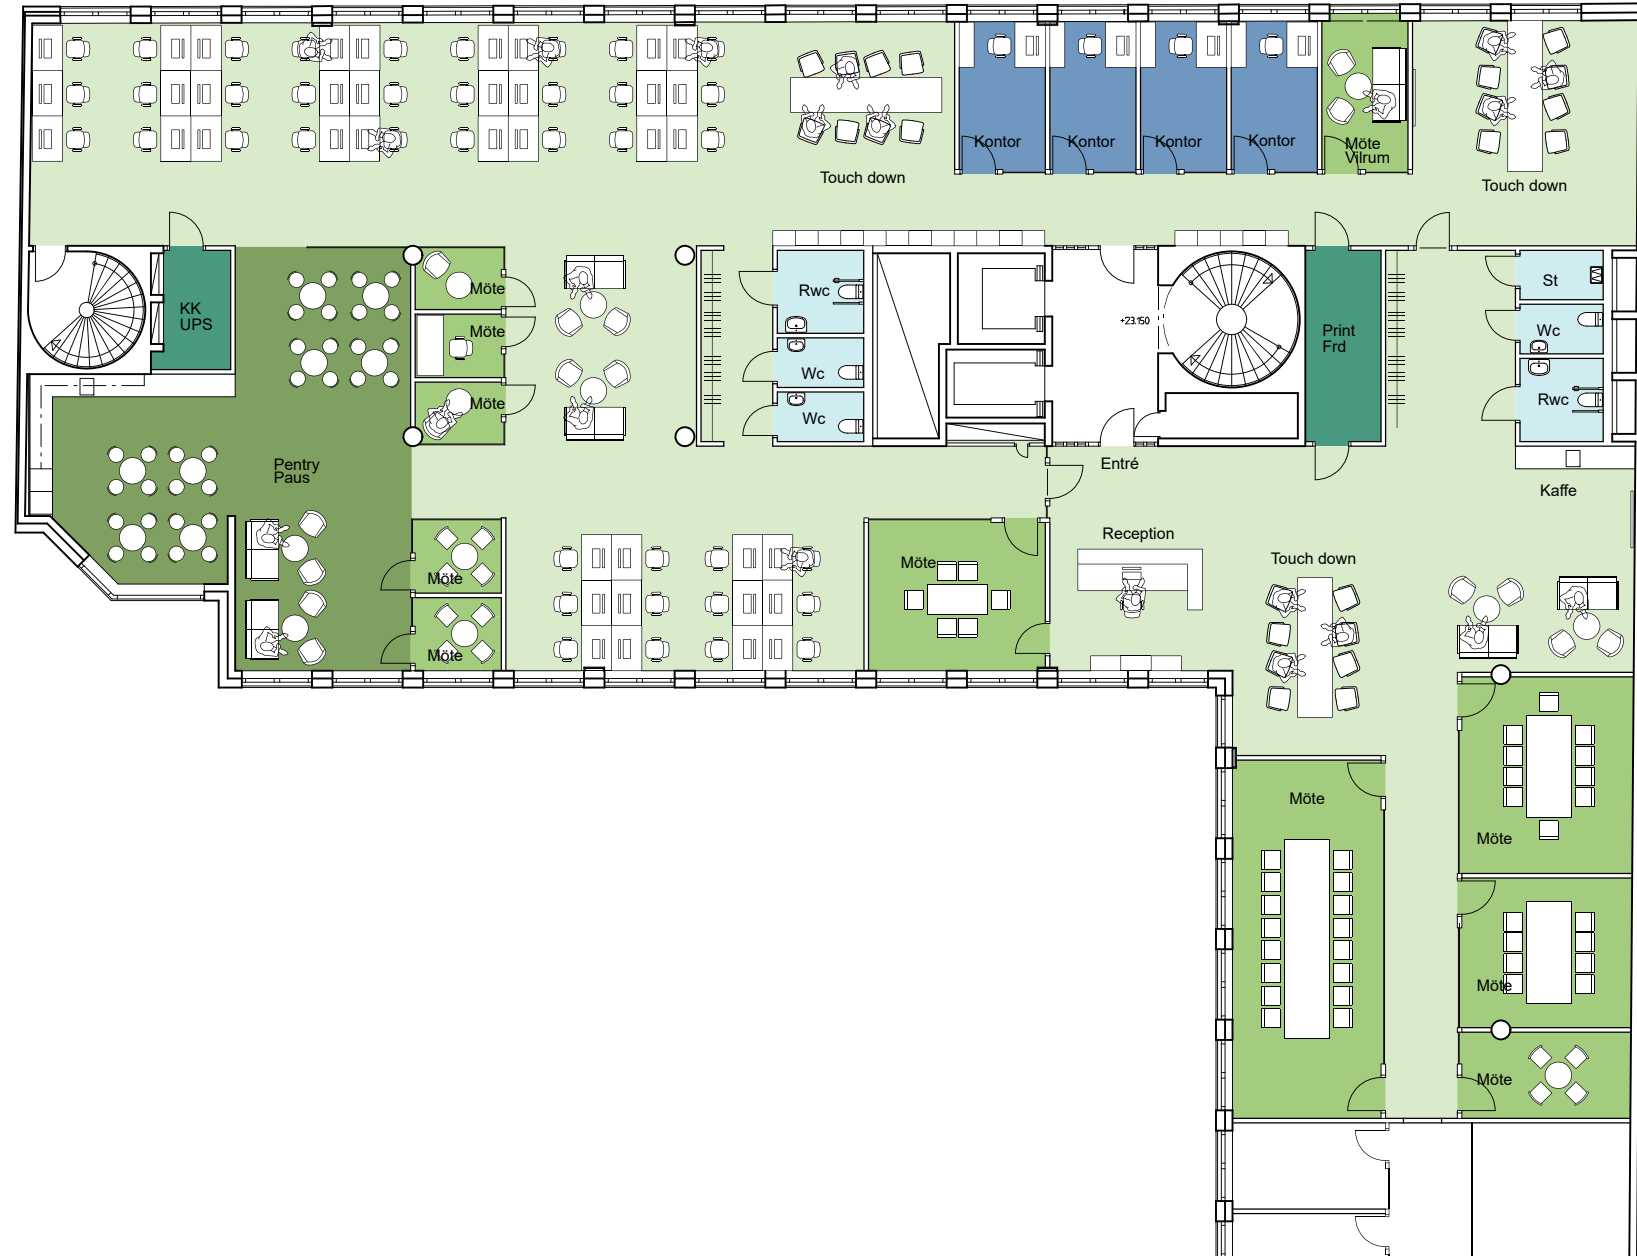 Kontor
Kontor
Kontor
Kontor
Möte
Vilrum
Touch down
Touch down
KK
UPS
Möte
Möte
Möte
Rwc
Wc
Wc
+23.150
Print
Frd
St
Wc
Rwc
Pentry
Paus
Entré
Kaffe
Reception
Touch down
Möte
Möte
Möte
Möte
Möte
Möte
Möte